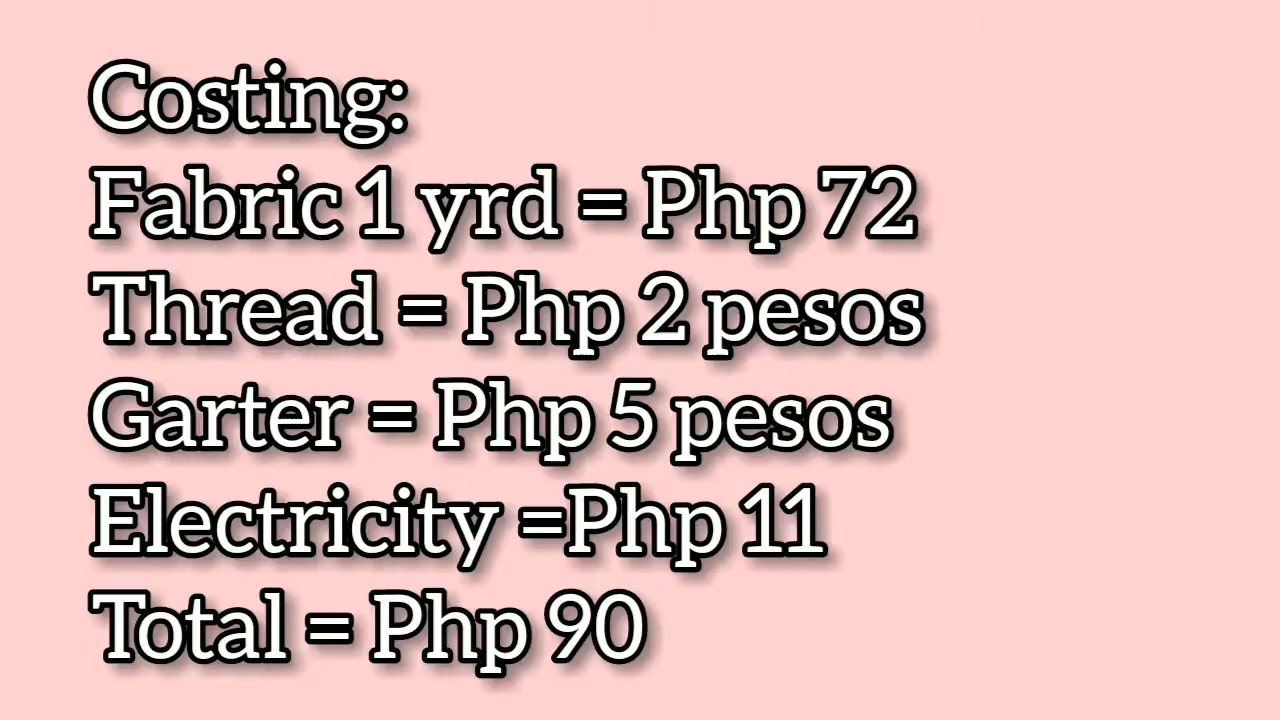 Costing:
Fabric 1 yrd = Php 72
Thread = Php 2 pesos
Garter = Php 5 pesos
Electricity =Php 11
Total = Php 90